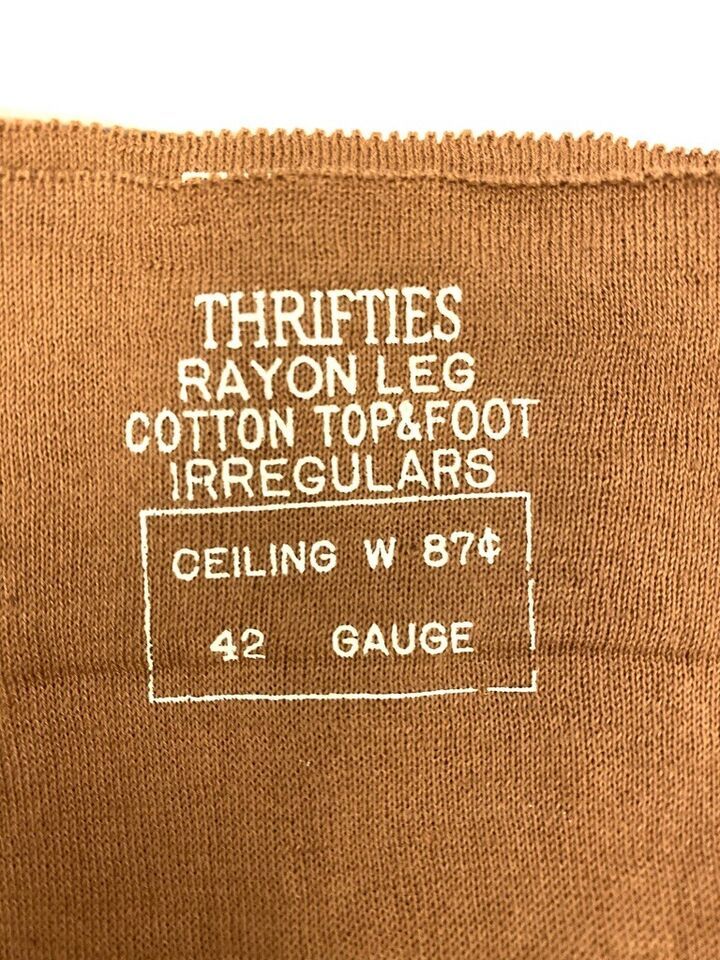 THRIFTIES
RAYON LEG
COTTON TOP&FOOT
IRREGULARS
CEILING W 87¢
42 GAUGE